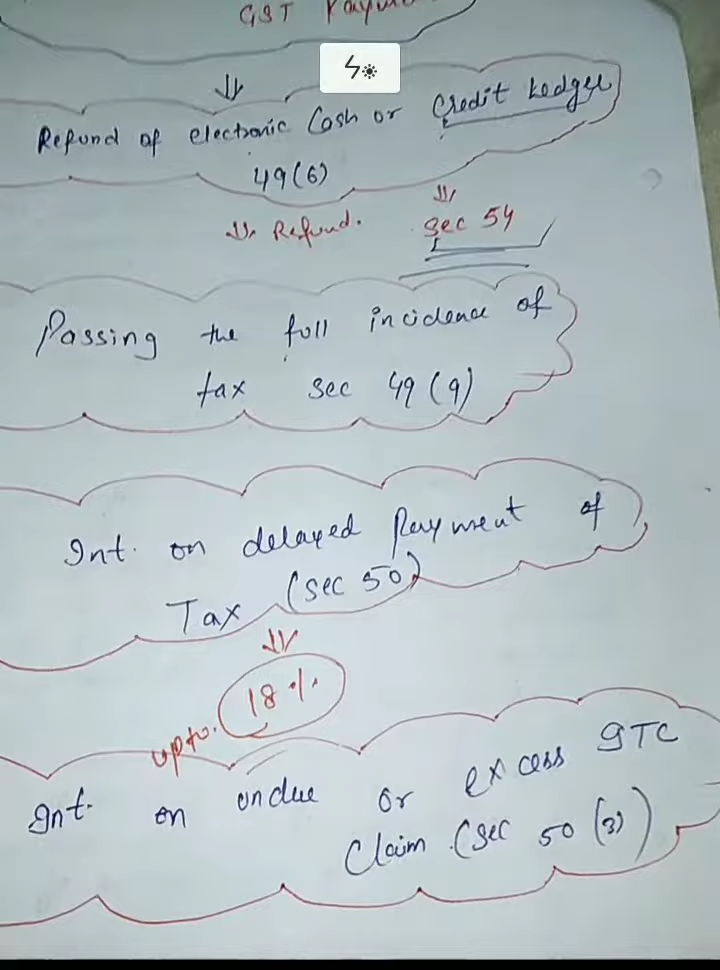 GST Payme
⇓
Refund of electronic Cash or Credit Ledger
49(6)
⇓ Refund. ⇓ Sec 54
Passing the full incidence of
tax sec 49 (9)
Int. on delayed Payment of
Tax (sec 50)
⇓
upto. 18%.
Int. on undue or excess ITC
Claim (sec 50 (3))